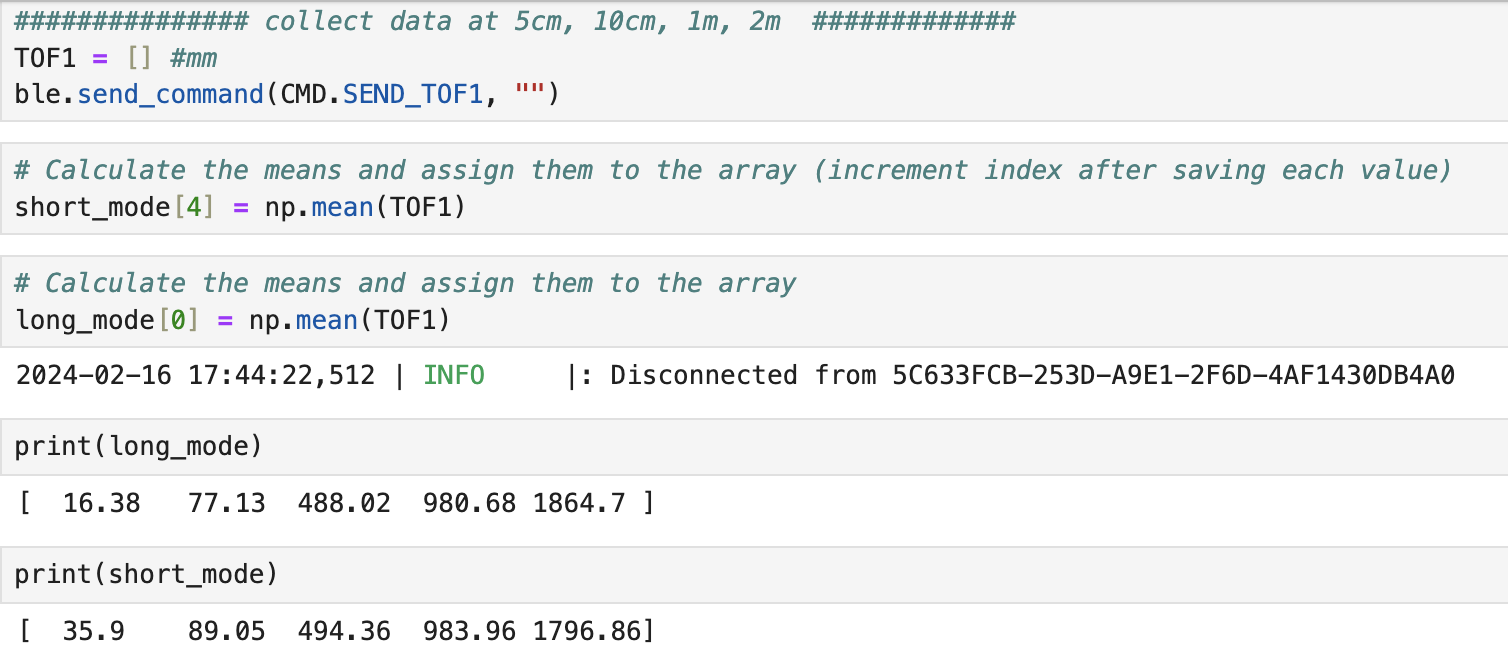 ############### collect data at 5cm, 10cm, 1m, 2m  #############
TOF1 = [] #mm
ble.send_command(CMD.SEND_TOF1, "")
# Calculate the means and assign them to the array (increment index after saving each value)
short_mode[4] = np.mean(TOF1)
# Calculate the means and assign them to the array
long_mode[0] = np.mean(TOF1)
2024-02-16 17:44:22,512 | INFO     |: Disconnected from 5C633FCB-253D-A9E1-2F6D-4AF1430DB4A0
print(long_mode)
[  16.38   77.13  488.02  980.68 1864.7 ]
print(short_mode)
[  35.9    89.05  494.36  983.96 1796.86]